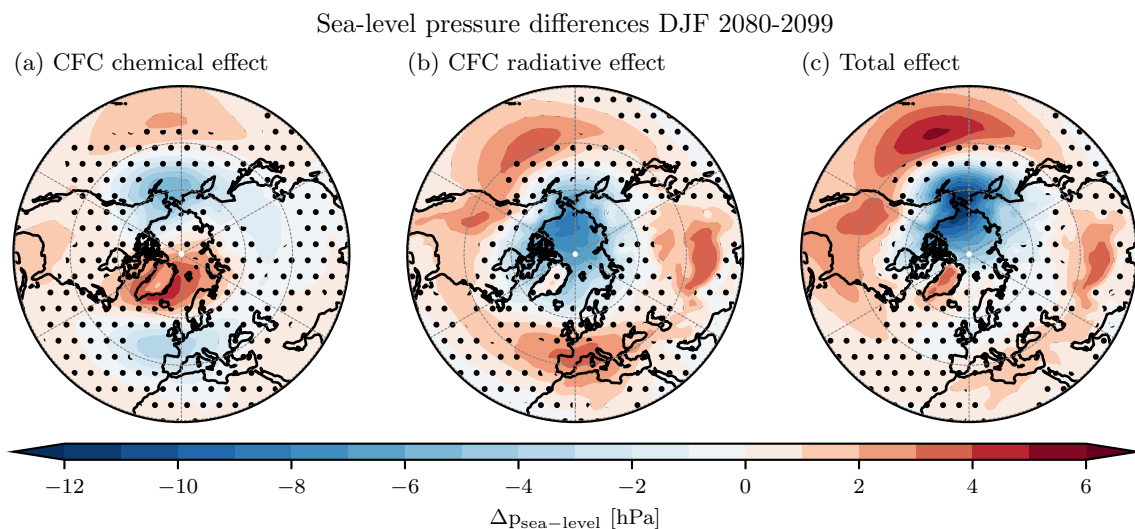 Sea-level pressure differences DJF 2080-2099
(a) CFC chemical effect
(b) CFC radiative effect
(c) Total effect
−12 −10 −8 −6 −4 −2 0 2 4 6
Δp_sea−level [hPa]